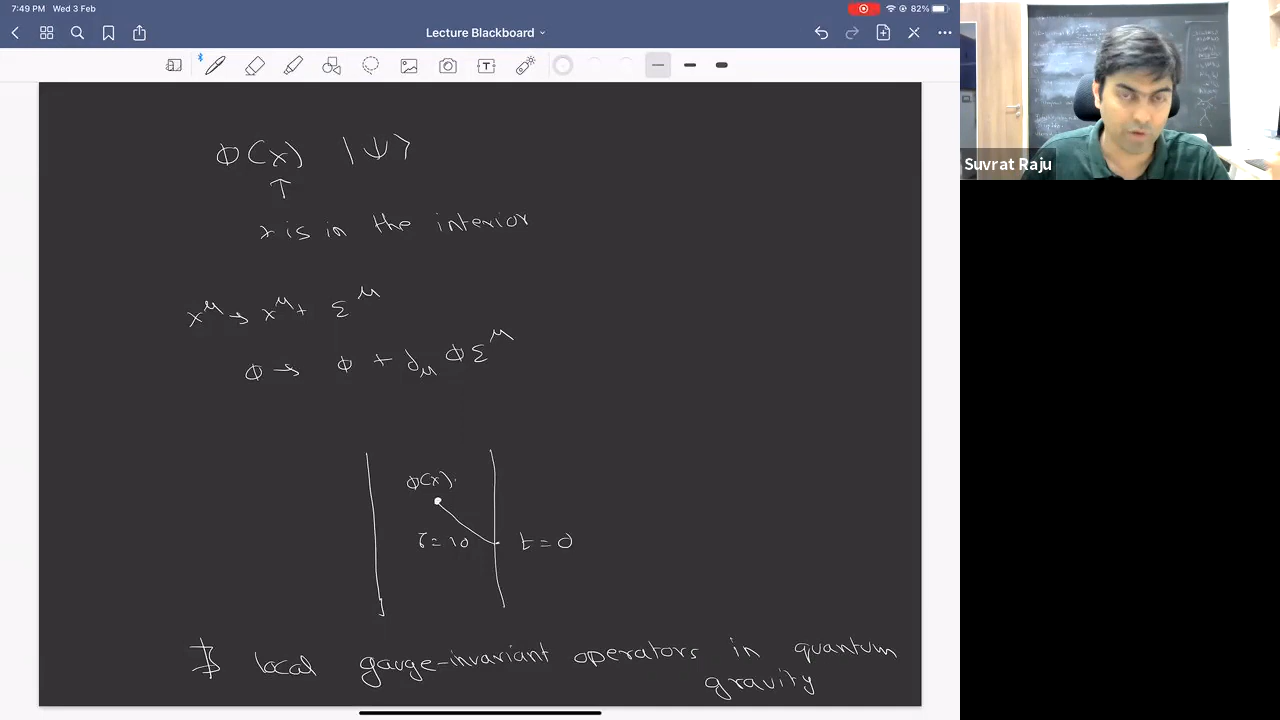 7:49 PM Wed 3 Feb
82%
Lecture Blackboard
Suvrat Raju
ϕ(x) |ψ⟩
↑
x is in the interior
x^μ → x^μ + ξ^μ
ϕ → ϕ + ∂_μ ϕ ξ^μ
ϕ(x).
τ=10 t=0
∄ local gauge-invariant operators in quantum
gravity